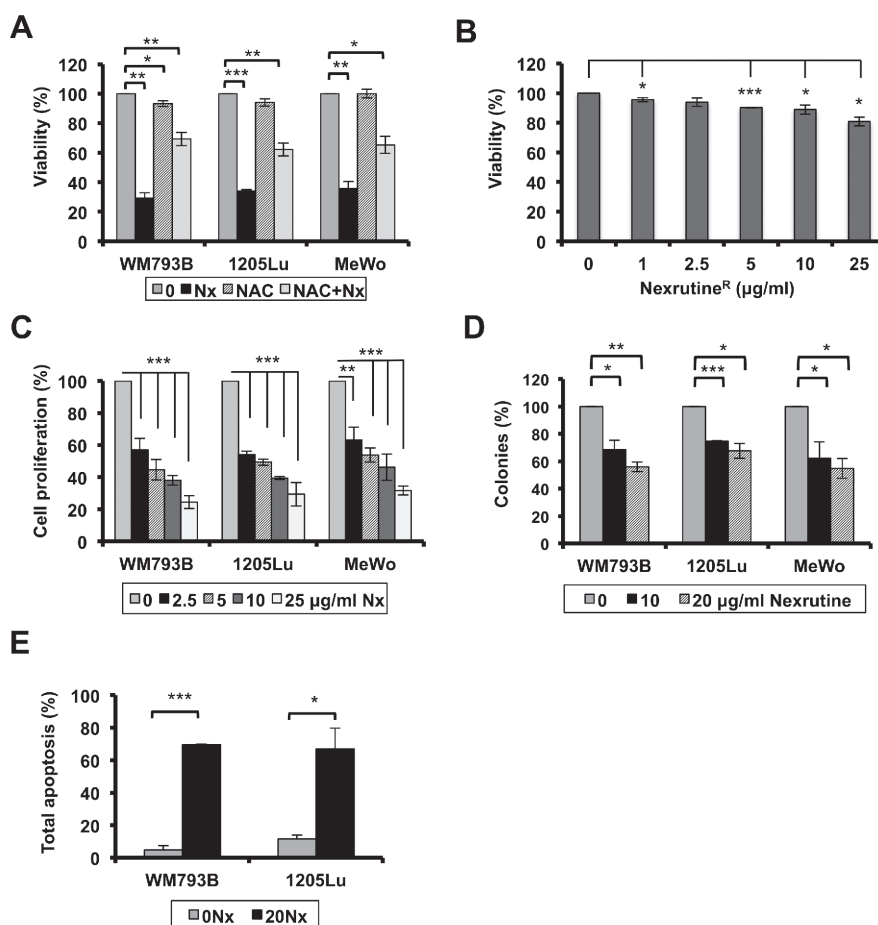 A
** 
* 
** *
** *** **
120
100
80
60
40
20
0
Viability (%)
WM793B 1205Lu MeWo
0 Nx NAC NAC+Nx
B
120
100
80
60
40
20
0
Viability (%)
* *** * *
0 1 2.5 5 10 25
Nexrutineᴿ (µg/ml)
C
*** *** ***
**
100
80
60
40
20
0
Cell proliferation (%)
WM793B 1205Lu MeWo
0 2.5 5 10 25 µg/ml Nx
D
** * *
* *** *
120
100
80
60
40
20
0
Colonies (%)
WM793B 1205Lu MeWo
0 10 20 µg/ml Nexrutine
E
*** *
100
80
60
40
20
0
Total apoptosis (%)
WM793B 1205Lu
0Nx 20Nx